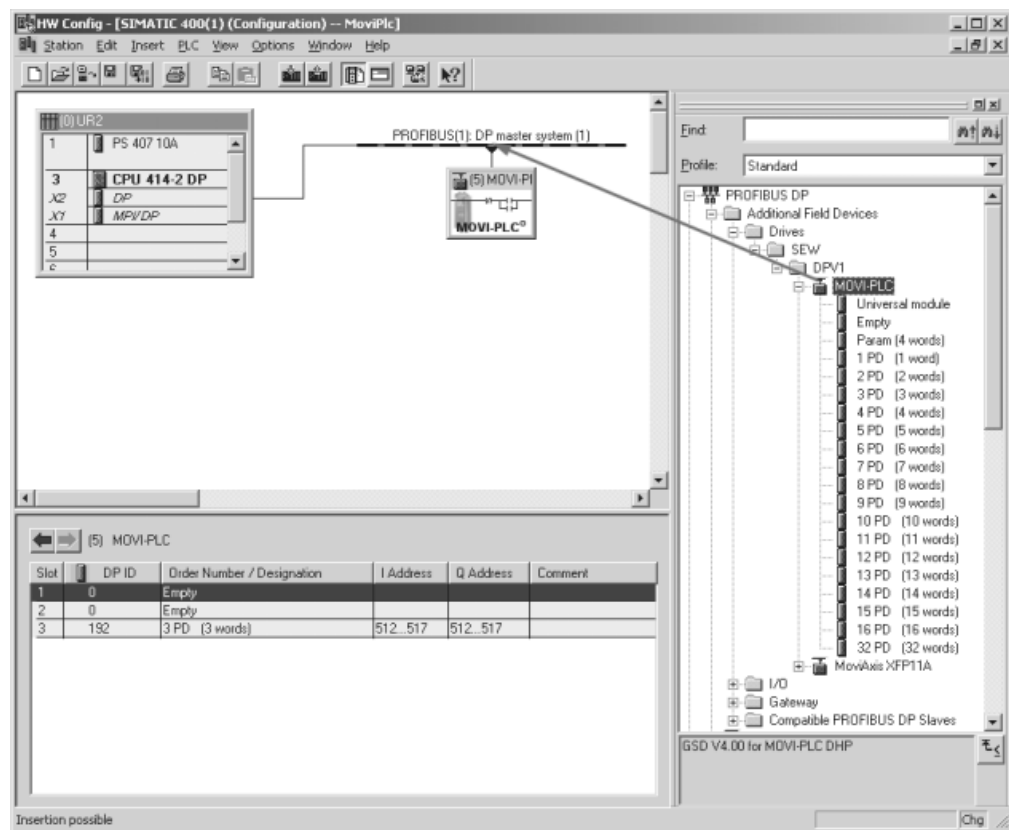 HW Config - [SIMATIC 400(1) (Configuration) -- MoviPlc]
Station Edit Insert PLC View Options Window Help
(0) UR2
1 PS 407 10A
3 CPU 414-2 DP
X2 DP
X1 MPI/DP
4
5
6
PROFIBUS(1): DP master system (1)
(5) MOVI-Pl
MOVI-PLC®
Find:
Profile: Standard
PROFIBUS DP
Additional Field Devices
Drives
SEW
DPV1
MOVI-PLC
Universal module
Empty
Param (4 words)
1 PD (1 word)
2 PD (2 words)
3 PD (3 words)
4 PD (4 words)
5 PD (5 words)
6 PD (6 words)
7 PD (7 words)
8 PD (8 words)
9 PD (9 words)
10 PD (10 words)
11 PD (11 words)
12 PD (12 words)
13 PD (13 words)
14 PD (14 words)
15 PD (15 words)
16 PD (16 words)
32 PD (32 words)
MoviAxis XFP11A
I/O
Gateway
Compatible PROFIBUS DP Slaves
GSD V4.00 for MOVI-PLC DHP
(5) MOVI-PLC
Slot DP ID Order Number / Designation I Address Q Address Comment
1 0 Empty
2 0 Empty
3 192 3 PD (3 words) 512...517 512...517
Insertion possible
Chg